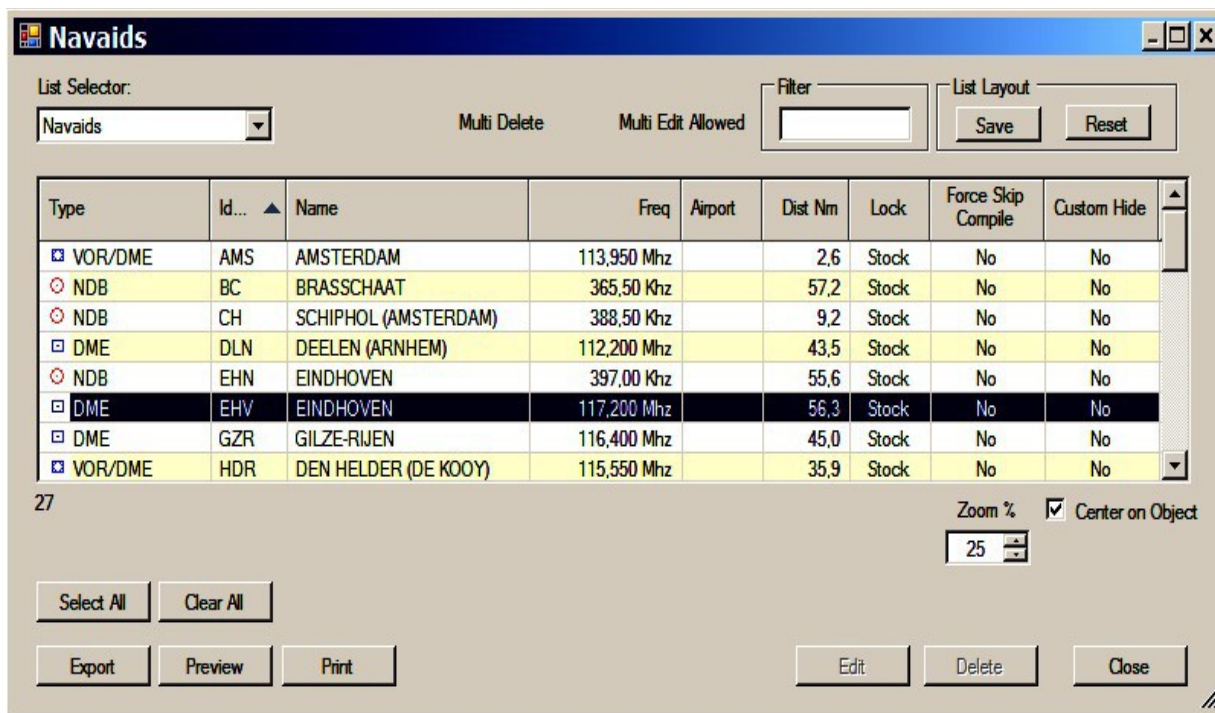 Navaids
List Selector:
Navaids
Multi Delete
Multi Edit Allowed
Filter
List Layout
Save
Reset
Type Id... Name Freq Airport Dist Nm Lock Force Skip Compile Custom Hide
VOR/DME AMS AMSTERDAM 113,950 Mhz 2,6 Stock No No
NDB BC BRASSCHAAT 365,50 Khz 57,2 Stock No No
NDB CH SCHIPHOL (AMSTERDAM) 388,50 Khz 9,2 Stock No No
DME DLN DEELEN (ARNHEM) 112,200 Mhz 43,5 Stock No No
NDB EHN EINDHOVEN 397,00 Khz 55,6 Stock No No
DME EHV EINDHOVEN 117,200 Mhz 56,3 Stock No No
DME GZR GILZE-RIJEN 116,400 Mhz 45,0 Stock No No
VOR/DME HDR DEN HELDER (DE KOOY) 115,550 Mhz 35,9 Stock No No
27
Zoom %
Center on Object
25
Select All
Clear All
Export
Preview
Print
Edit
Delete
Close